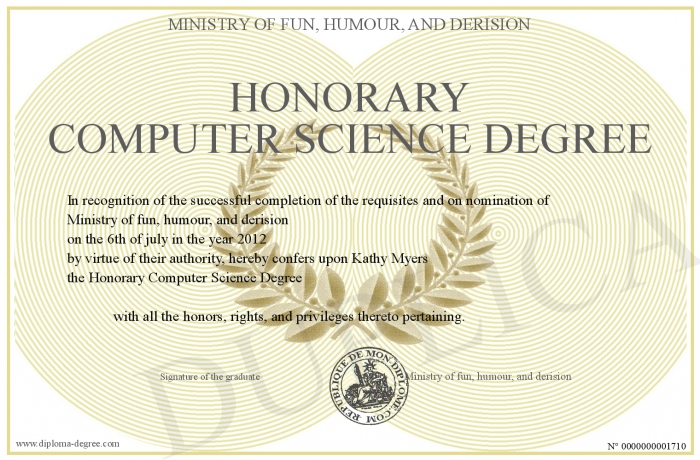 MINISTRY OF FUN, HUMOUR, AND DERISION
HONORARY
COMPUTER SCIENCE DEGREE
In recognition of the successful completion of the requisites and on nomination of
Ministry of fun, humour, and derision
on the 6th of july in the year 2012
by virtue of their authority, hereby confers upon Kathy Myers
the Honorary Computer Science Degree
with all the honors, rights, and privileges thereto pertaining.
DUPLICATA
Signature of the graduate
REPUBLIQUE DE MON-DIPLOME.COM
Ministry of fun, humour, and derision
www.diploma-degree.com
N° 0000000001710